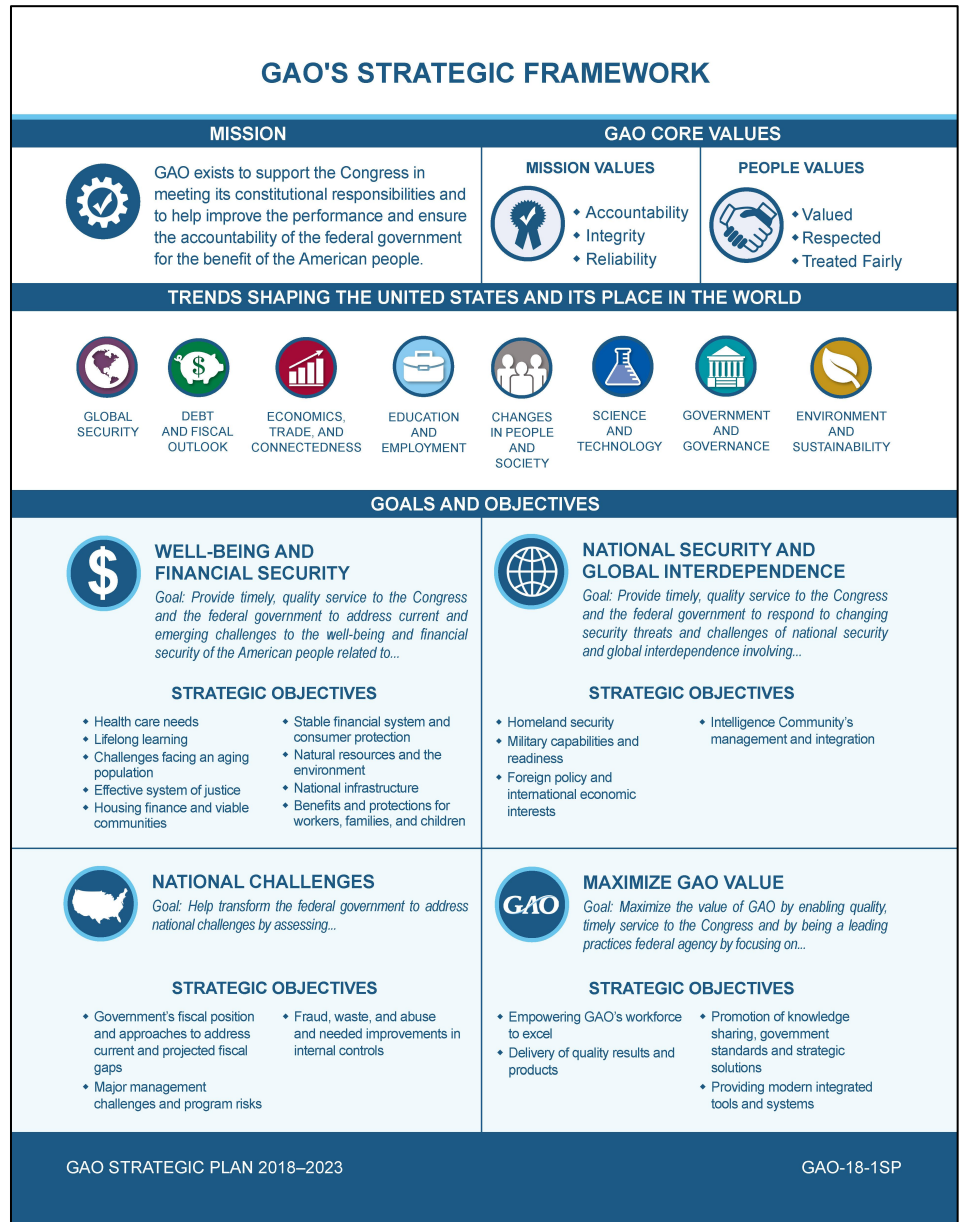 GAO'S STRATEGIC FRAMEWORK
MISSION
GAO exists to support the Congress in
meeting its constitutional responsibilities and
to help improve the performance and ensure
the accountability of the federal government
for the benefit of the American people.
GAO CORE VALUES
MISSION VALUES
◆ Accountability
◆ Integrity
◆ Reliability
PEOPLE VALUES
◆ Valued
◆ Respected
◆ Treated Fairly
TRENDS SHAPING THE UNITED STATES AND ITS PLACE IN THE WORLD
GLOBAL
SECURITY
$
DEBT
AND FISCAL
OUTLOOK
ECONOMICS,
TRADE, AND
CONNECTEDNESS
EDUCATION
AND
EMPLOYMENT
CHANGES
IN PEOPLE
AND
SOCIETY
SCIENCE
AND
TECHNOLOGY
GOVERNMENT
AND
GOVERNANCE
ENVIRONMENT
AND
SUSTAINABILITY
GOALS AND OBJECTIVES
$
WELL-BEING AND
FINANCIAL SECURITY
Goal: Provide timely, quality service to the Congress
and the federal government to address current and
emerging challenges to the well-being and financial
security of the American people related to...
STRATEGIC OBJECTIVES
◆ Health care needs
◆ Lifelong learning
◆ Challenges facing an aging
population
◆ Effective system of justice
◆ Housing finance and viable
communities
◆ Stable financial system and
consumer protection
◆ Natural resources and the
environment
◆ National infrastructure
◆ Benefits and protections for
workers, families, and children
NATIONAL SECURITY AND
GLOBAL INTERDEPENDENCE
Goal: Provide timely, quality service to the Congress
and the federal government to respond to changing
security threats and challenges of national security
and global interdependence involving...
STRATEGIC OBJECTIVES
◆ Homeland security
◆ Military capabilities and
readiness
◆ Foreign policy and
international economic
interests
◆ Intelligence Community's
management and integration
NATIONAL CHALLENGES
Goal: Help transform the federal government to address
national challenges by assessing...
STRATEGIC OBJECTIVES
◆ Government's fiscal position
and approaches to address
current and projected fiscal
gaps
◆ Major management
challenges and program risks
◆ Fraud, waste, and abuse
and needed improvements in
internal controls
GAO
MAXIMIZE GAO VALUE
Goal: Maximize the value of GAO by enabling quality,
timely service to the Congress and by being a leading
practices federal agency by focusing on...
STRATEGIC OBJECTIVES
◆ Empowering GAO's workforce
to excel
◆ Delivery of quality results and
products
◆ Promotion of knowledge
sharing, government
standards and strategic
solutions
◆ Providing modern integrated
tools and systems
GAO STRATEGIC PLAN 2018–2023
GAO-18-1SP